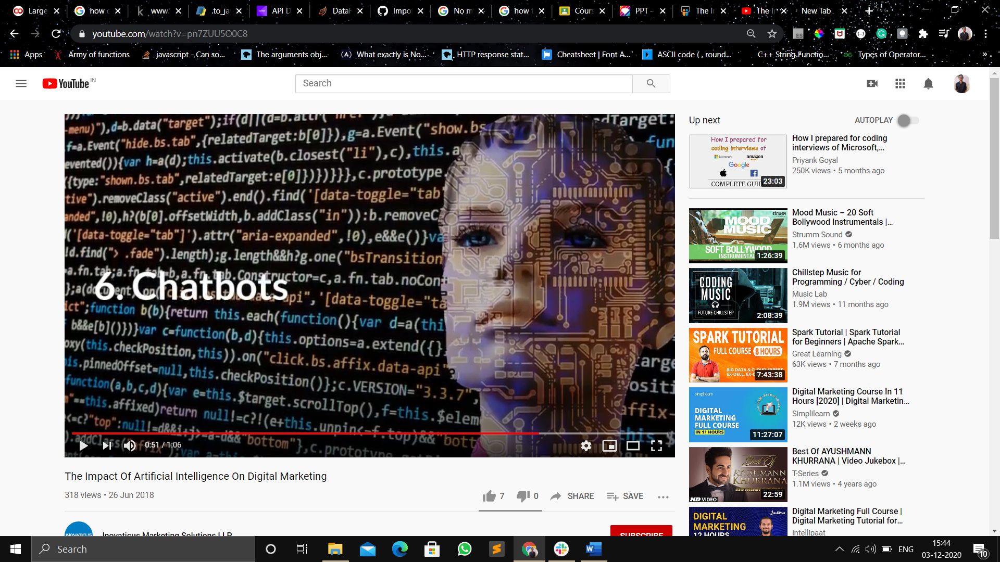 Large
how c
www.
.to_ja
API D
DataF
Impo
No m
how t
Cours
PPT -
The I
The I
New Tab
youtube.com/watch?v=pn7ZUU5O0C8
Apps
Army of functions
javascript - Can so...
The arguments obj...
What exactly is No...
HTTP response stat...
Cheatsheet | Font A...
ASCII code ( , round...
C++ String Functio...
Types of Operator...
»
YouTube IN
Search
-menu)"),d=b.data("target");if(d||(d=b.attr("href")
f=a.Event("hide.bs.tab",{relatedTarget:b[0]}),g=a.Event("show.bs
evented()){var h=a(d);this.activate(b.closest("li"),c),this.a
({type:"shown.bs.tab",relatedTarget:e[0]})})}}},c.prototype.
tive").removeClass("active").end().find('[data-toggle="tab"
anded",!0),h?(b[0].offsetWidth,b.addClass("in")):b.removeC
('[data-toggle="tab"]').attr("aria-expanded",!0),e&&e()}va
!d.find("> .fade").length);g.length&&h?g.one("bsTransition
=a.fn.tab;a.fn.tab=b,a.fn.tab.Constructor=c,a.fn.tab.noCon
6. Chatbots
ict";function b(b){return this.each(function(){var d=a(thi
b&&e[b]()})}var c=function(b,d){this.options=a.extend({}
oxy(this.checkPosition,this)).on("click.bs.affix.data-api"
his.pinnedOffset=null,this.checkPosition()};c.VERSION="3.3.7",
function(a,b,c,d){var e=this.$target.scrollTop(),f=this.$elem
"==this.affixed)return null!=c?!(e+this.unpin<=f.top)&&"bott
<=c?"top":null!=d&&i+j>=a-d&&"bottom"},c.prototype.
0:51 / 1:06
The Impact Of Artificial Intelligence On Digital Marketing
318 views • 26 Jun 2018
7
0
SHARE
SAVE
INOVATICUS
Inovaticus Marketing Solutions LLP
SUBSCRIBE
Up next
AUTOPLAY
How I prepared for
coding interviews of
Microsoft
amazon
Google
COMPLETE GUID
23:03
How I prepared for coding
interviews of Microsoft,...
Priyank Goyal
250K views • 5 months ago
strumm
MOOD
MUSIC
SOFT BOLLYWOOD
INSTRUMENTAL
1:26:39
Mood Music – 20 Soft
Bollywood Instrumentals |...
Strumm Sound
1.6M views • 6 months ago
CODING
MUSIC
FUTURE CHILLSTEP
2:08:39
Chillstep Music for
Programming / Cyber / Coding
Music Lab
1.9M views • 11 months ago
SPARK TUTORIAL
FULL COURSE 8 HOURS
BIG DATA & CLOUD EXPERT
EX-DELL, EX-C
7:43:38
Spark Tutorial | Spark Tutorial
for Beginners | Apache Spark...
Great Learning
63K views • 7 months ago
simplilearn
DIGITAL
MARKETING
FULL COURSE
IN 11 HOURS
11:27:07
Digital Marketing Course In 11
Hours [2020] | Digital Marketin...
Simplilearn
12K views • 2 weeks ago
Best Of
AYUSHMANN
KHURRANA
BIRTHDAY SPECIAL
HD VIDEO
22:59
Best Of AYUSHMANN
KHURRANA | Video Jukebox |...
T-Series
1.1M views • 4 years ago
IntelliPaat
DIGITAL
MARKETING
12 HOURS
Digital Marketing Full Course |
Digital Marketing Tutorial for...
Intellipaat
Search
ENG
15:44
03-12-2020
10